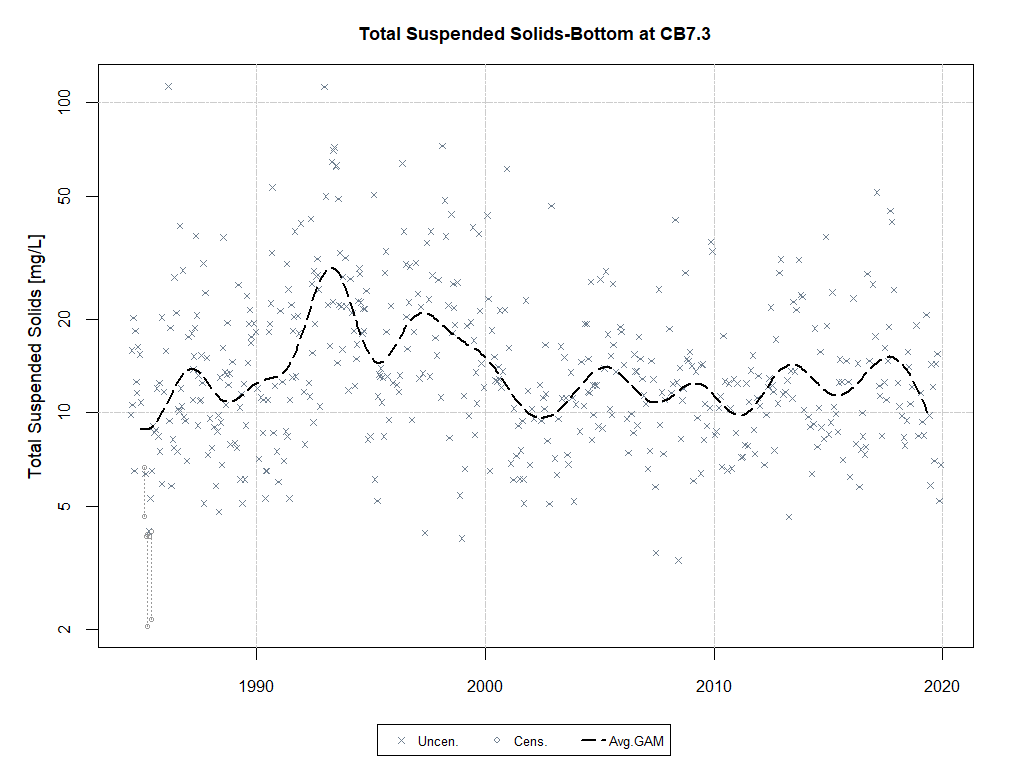 Total Suspended Solids-Bottom at CB7.3
Total Suspended Solids [mg/L]
100
50
20
10
5
2
1990
2000
2010
2020
Uncen.
Cens.
Avg.GAM